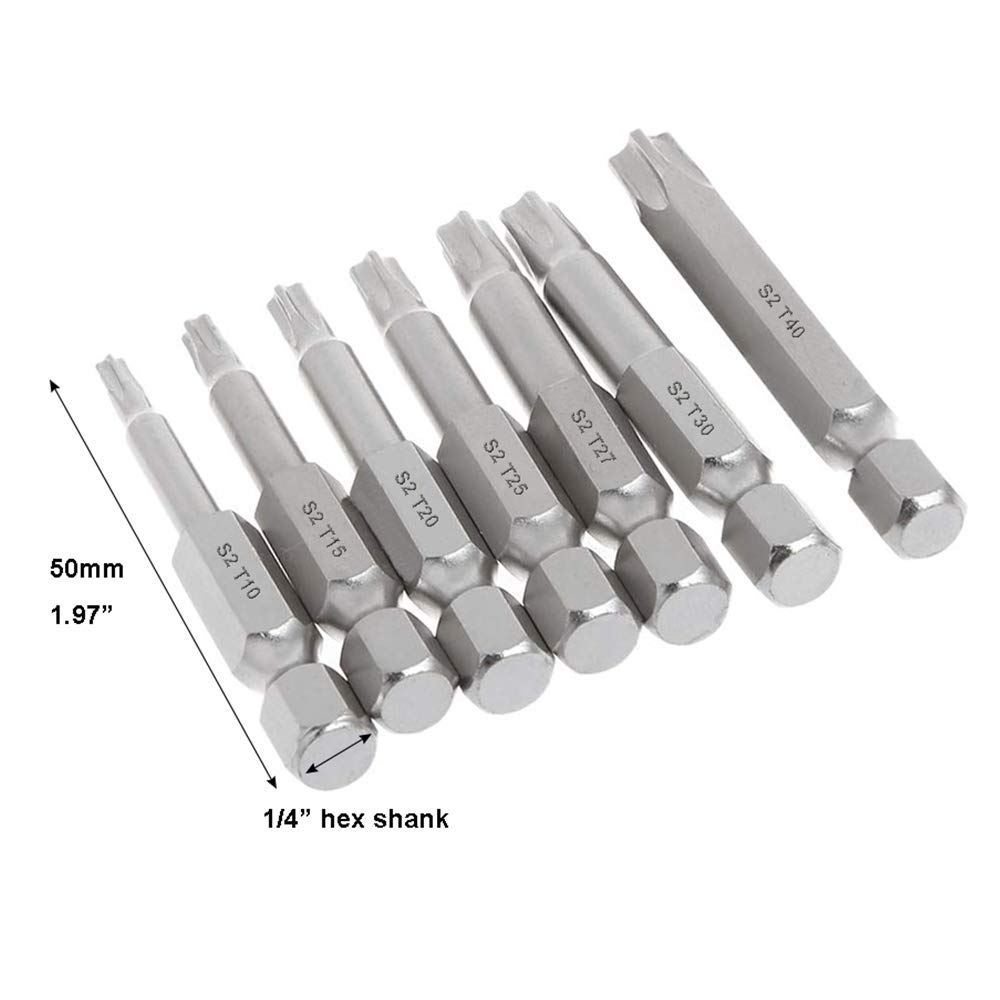 S2 T10
S2 T15
S2 T20
S2 T25
S2 T27
S2 T30
S2 T40
50mm
1.97”
1/4” hex shank